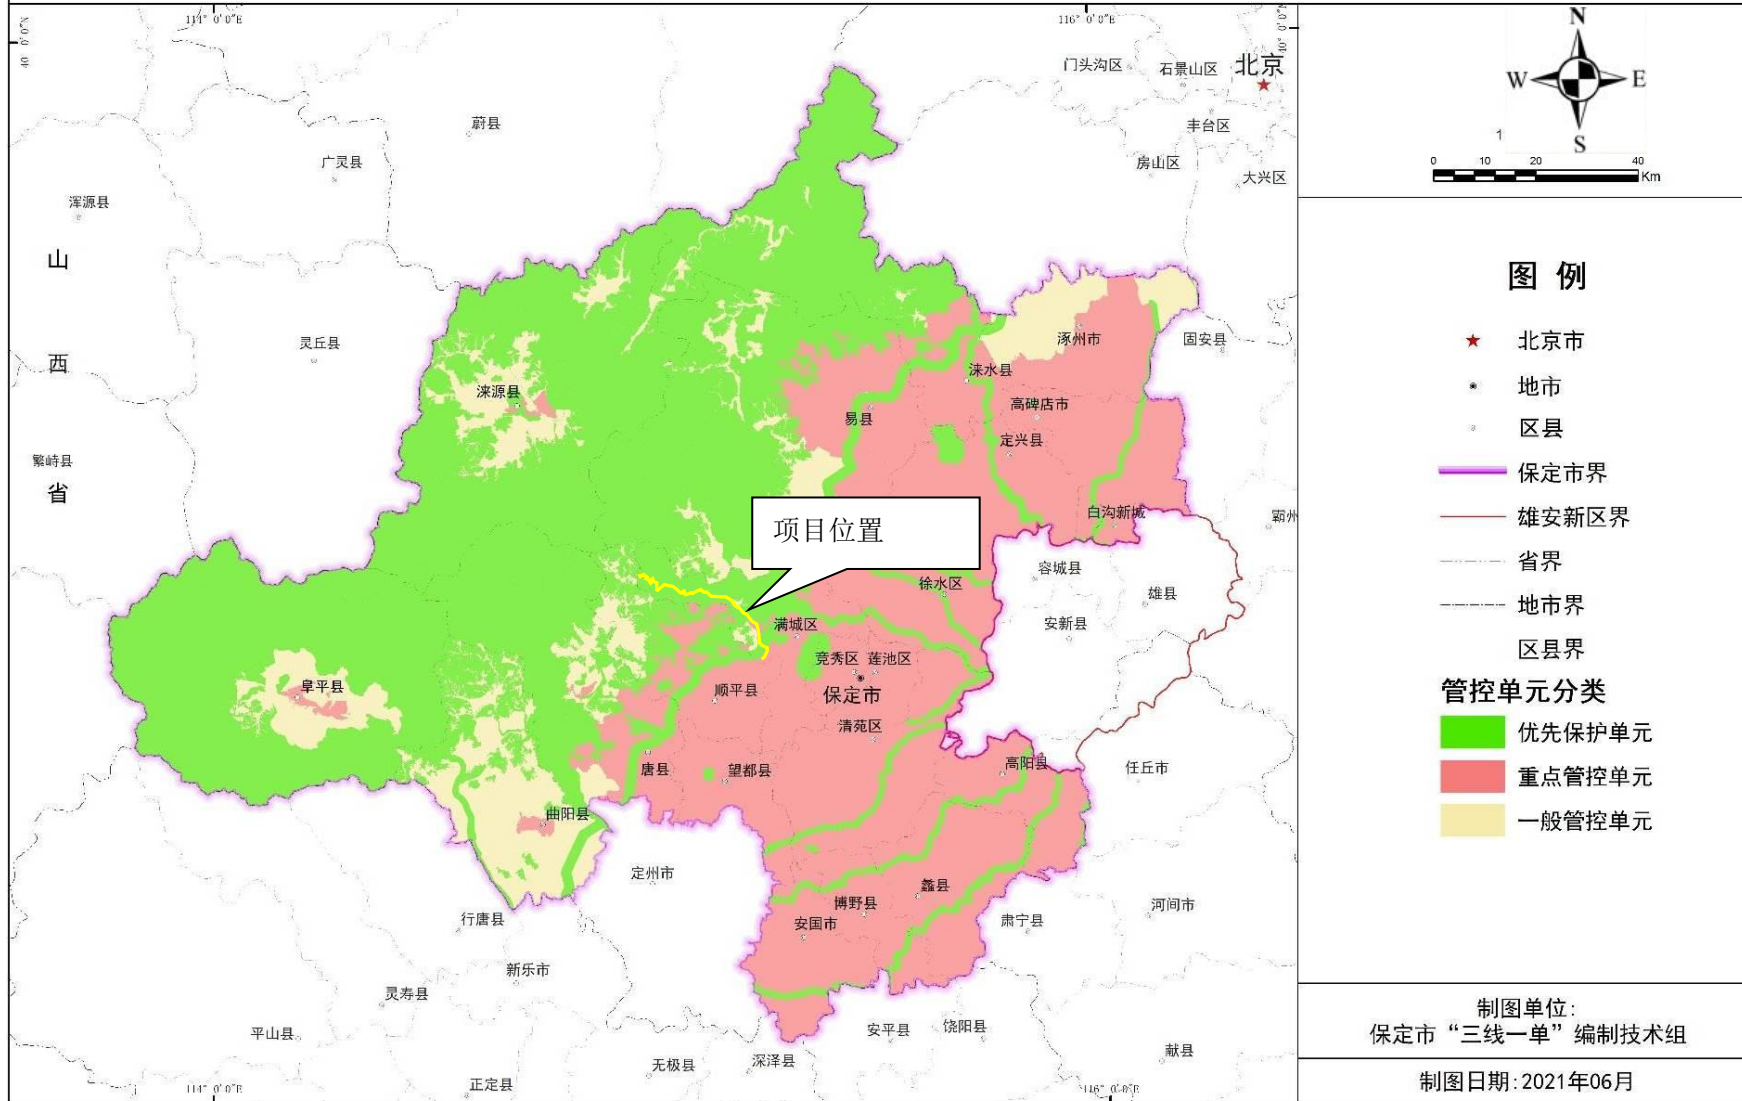 114° 0′0″E
116° 0′0″E
40° 0′0″N
40° 0′0″N
N
W
E
S
1
0
10
20
40
Km
北京
门头沟区
石景山区
丰台区
房山区
大兴区
蔚县
广灵县
浑源县
山
西
省
灵丘县
繁峙县
涞源县
涿州市
固安县
涞水县
高碑店市
易县
定兴县
白沟新城
霸州
项目位置
容城县
徐水区
雄县
安新县
满城区
竞秀区
莲池区
保定市
阜平县
顺平县
清苑区
唐县
望都县
高阳县
任丘市
曲阳县
定州市
蠡县
博野县
安国市
肃宁县
河间市
行唐县
新乐市
灵寿县
平山县
无极县
深泽县
安平县
饶阳县
献县
正定县
114° 0′0″E
116° 0′0″E
图 例
北京市
地市
区县
保定市界
雄安新区界
省界
地市界
区县界
管控单元分类
优先保护单元
重点管控单元
一般管控单元
制图单位:
保定市“三线一单”编制技术组
制图日期:2021年06月